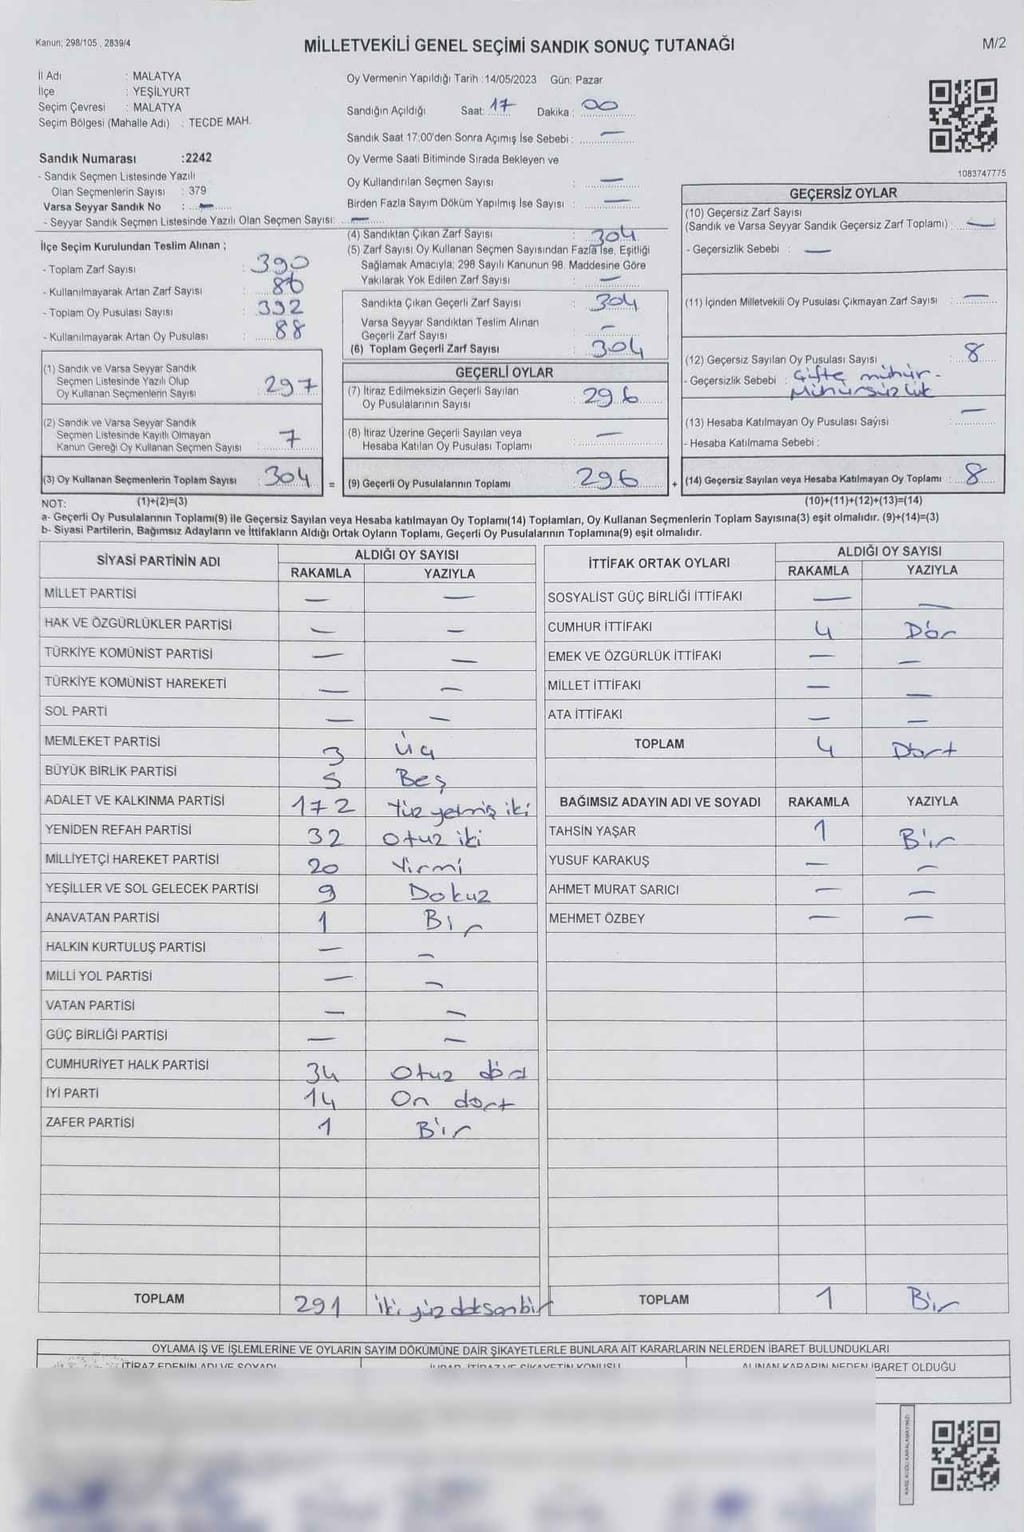 Kanun; 298/105 , 2839/4
MİLLETVEKİLİ GENEL SEÇİMİ SANDIK SONUÇ TUTANAĞI
M/2
İl Adı : MALATYA
İlçe : YEŞİLYURT
Seçim Çevresi : MALATYA
Seçim Bölgesi (Mahalle Adı) : TECDE MAH.
Oy Vermenin Yapıldığı Tarih :14/05/2023 Gün: Pazar
Sandığın Açıldığı Saat: 17 Dakika : 00
Sandık Saat 17:00'den Sonra Açımış İse Sebebi : —
Oy Verme Saati Bitiminde Sırada Bekleyen ve
Oy Kullandırılan Seçmen Sayısı : —
Birden Fazla Sayım Döküm Yapılmış İse Sayısı : —
1083747775
Sandık Numarası :2242
- Sandık Seçmen Listesinde Yazılı
Olan Seçmenlerin Sayısı : 379
Varsa Seyyar Sandık No : —
- Seyyar Sandık Seçmen Listesinde Yazılı Olan Seçmen Sayısı: —
İlçe Seçim Kurulundan Teslim Alınan ;
- Toplam Zarf Sayısı : 390
- Kullanılmayarak Artan Zarf Sayısı : 86
- Toplam Oy Pusulası Sayısı : 392
- Kullanılmayarak Artan Oy Pusulası : 88
(1) Sandık ve Varsa Seyyar Sandık
Seçmen Listesinde Yazılı Olup
Oy Kullanan Seçmenlerin Sayısı : 297
(2) Sandık ve Varsa Seyyar Sandık
Seçmen Listesinde Kayıtlı Olmayan
Kanun Gereği Oy Kullanan Seçmen Sayısı : 7
(3) Oy Kullanan Seçmenlerin Toplam Sayısı : 304
(4) Sandıktan Çıkan Zarf Sayısı : 304
(5) Zarf Sayısı Oy Kullanan Seçmen Sayısından Fazla İse, Eşitliği
Sağlamak Amacıyla; 298 Sayılı Kanunun 98. Maddesine Göre
Yakılarak Yok Edilen Zarf Sayısı : —
Sandıkta Çıkan Geçerli Zarf Sayısı : 304
Varsa Seyyar Sandıktan Teslim Alınan
Geçerli Zarf Sayısı : —
(6) Toplam Geçerli Zarf Sayısı : 304
GEÇERLİ OYLAR
(7) İtiraz Edilmeksizin Geçerli Sayılan
Oy Pusulalarının Sayısı : 296
(8) İtiraz Üzerine Geçerli Sayılan veya
Hesaba Katılan Oy Pusulası Toplamı : —
= (9) Geçerli Oy Pusulalarının Toplamı : 296
GEÇERSİZ OYLAR
(10) Geçersiz Zarf Sayısı
(Sandık ve Varsa Seyyar Sandık Geçersiz Zarf Toplamı) : —
- Geçersizlik Sebebi : —
(11) İçinden Milletvekili Oy Pusulası Çıkmayan Zarf Sayısı : —
(12) Geçersiz Sayılan Oy Pusulası Sayısı : 8
- Geçersizlik Sebebi : Çifte mühür -
Mühürsüzlük
(13) Hesaba Katılmayan Oy Pusulası Sayısı : —
- Hesaba Katılmama Sebebi :
+ (14) Geçersiz Sayılan veya Hesaba Katılmayan Oy Toplamı : 8
NOT: (1)+(2)=(3)
(10)+(11)+(12)+(13)=(14)
a- Geçerli Oy Pusulalarının Toplamı(9) ile Geçersiz Sayılan veya Hesaba katılmayan Oy Toplamı(14) Toplamları, Oy Kullanan Seçmenlerin Toplam Sayısına(3) eşit olmalıdır. (9)+(14)=(3)
b- Siyasi Partilerin, Bağımsız Adayların ve İttifakların Aldığı Ortak Oyların Toplamı, Geçerli Oy Pusulalarının Toplamına(9) eşit olmalıdır.
SİYASİ PARTİNİN ADI ALDIĞI OY SAYISI
RAKAMLA YAZIYLA
MİLLET PARTİSİ — —
HAK VE ÖZGÜRLÜKLER PARTİSİ — —
TÜRKİYE KOMÜNİST PARTİSİ — —
TÜRKİYE KOMÜNİST HAREKETİ — —
SOL PARTİ — —
MEMLEKET PARTİSİ 3 Üç
BÜYÜK BİRLİK PARTİSİ 5 Beş
ADALET VE KALKINMA PARTİSİ 172 Yüz yetmiş iki
YENİDEN REFAH PARTİSİ 32 Otuz iki
MİLLİYETÇİ HAREKET PARTİSİ 20 Yirmi
YEŞİLLER VE SOL GELECEK PARTİSİ 9 Dokuz
ANAVATAN PARTİSİ 1 Bir
HALKIN KURTULUŞ PARTİSİ — —
MİLLİ YOL PARTİSİ — —
VATAN PARTİSİ — —
GÜÇ BİRLİĞİ PARTİSİ — —
CUMHURİYET HALK PARTİSİ 34 Otuz dört
İYİ PARTİ 14 On dört
ZAFER PARTİSİ 1 Bir
TOPLAM 291 iki yüz doksan bir
İTTİFAK ORTAK OYLARI ALDIĞI OY SAYISI
RAKAMLA YAZIYLA
SOSYALİST GÜÇ BİRLİĞİ İTTİFAKI — —
CUMHUR İTTİFAKI 4 Dör
EMEK VE ÖZGÜRLÜK İTTİFAKI — —
MİLLET İTTİFAKI — —
ATA İTTİFAKI — —
TOPLAM 4 Dört
BAĞIMSIZ ADAYIN ADI VE SOYADI RAKAMLA YAZIYLA
TAHSİN YAŞAR 1 Bir
YUSUF KARAKUŞ — —
AHMET MURAT SARICI — —
MEHMET ÖZBEY — —
TOPLAM 1 Bir
OYLAMA İŞ VE İŞLEMLERİNE VE OYLARIN SAYIM DÖKÜMÜNE DAİR ŞİKAYETLERLE BUNLARA AİT KARARLARIN NELERDEN İBARET BULUNDUKLARI
İTİRAZ EDENİN ADI VE SOYADI İHBAR, İTİRAZ VE ŞİKAYETİN KONUSU ALINAN KARARIN NEDEN İBARET OLDUĞU